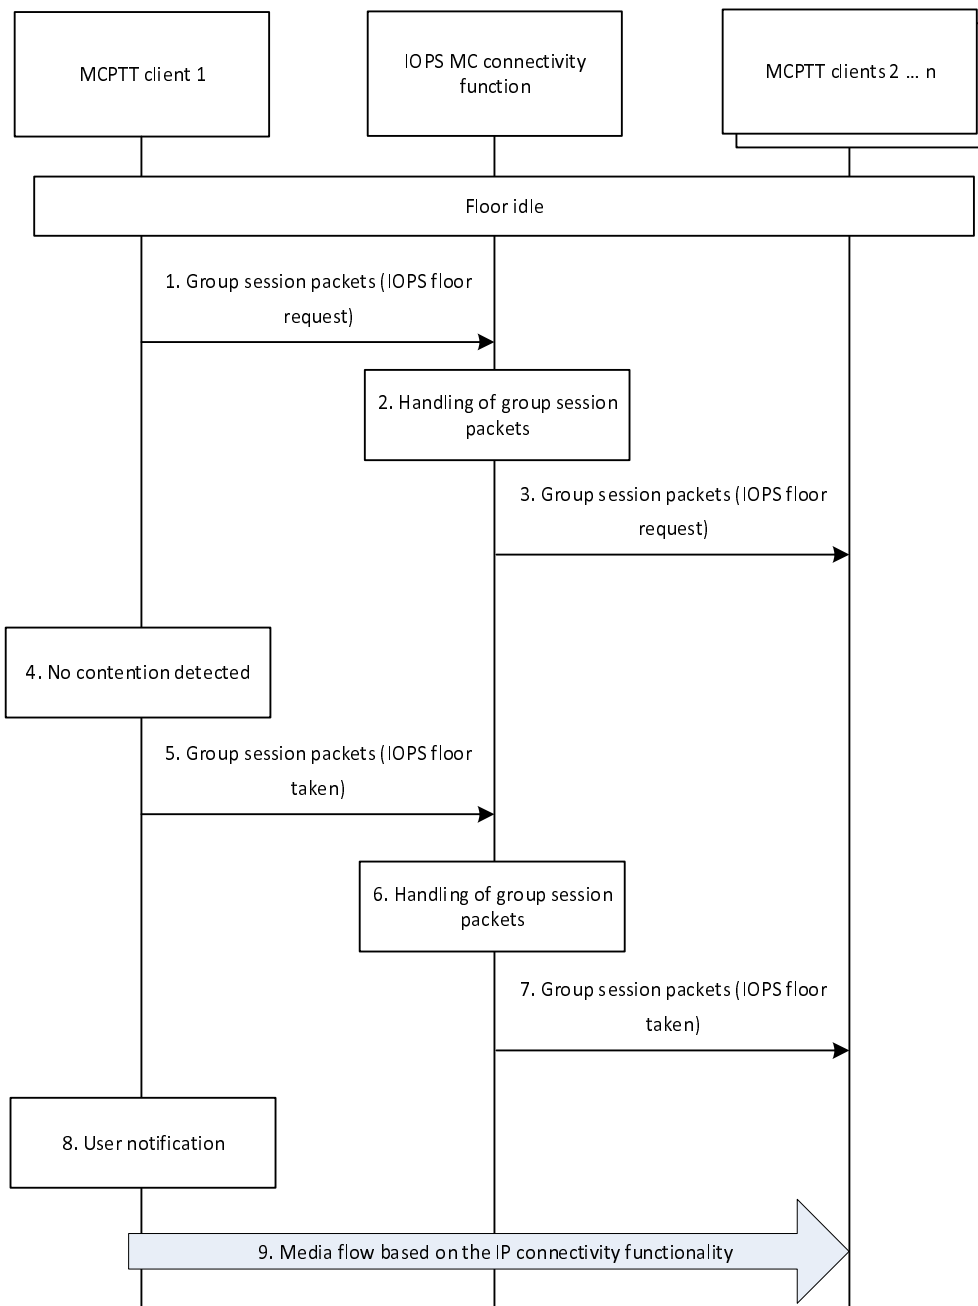 MCPTT client 1
IOPS MC connectivity
function
MCPTT clients 2 ... n
Floor idle
1. Group session packets (IOPS floor
request)
2. Handling of group session
packets
3. Group session packets (IOPS floor
request)
4. No contention detected
5. Group session packets (IOPS floor
taken)
6. Handling of group session
packets
7. Group session packets (IOPS floor
taken)
8. User notification
9. Media flow based on the IP connectivity functionality